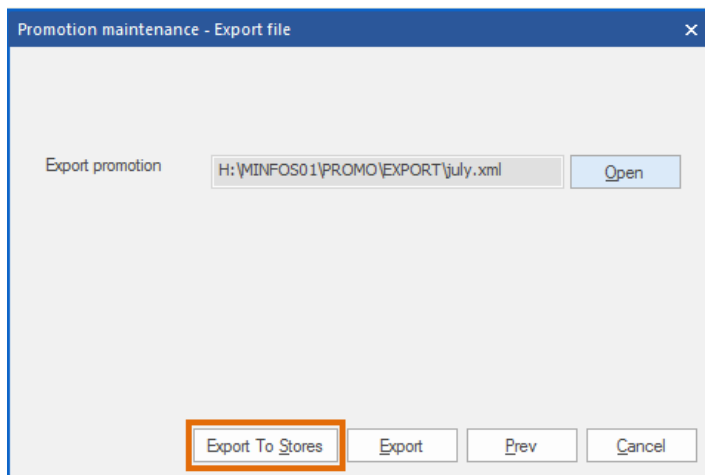 Promotion maintenance - Export file
Export promotion H:\MINFOS01\PROMO\EXPORT\july.xml Open
Export To Stores Export Prev Cancel